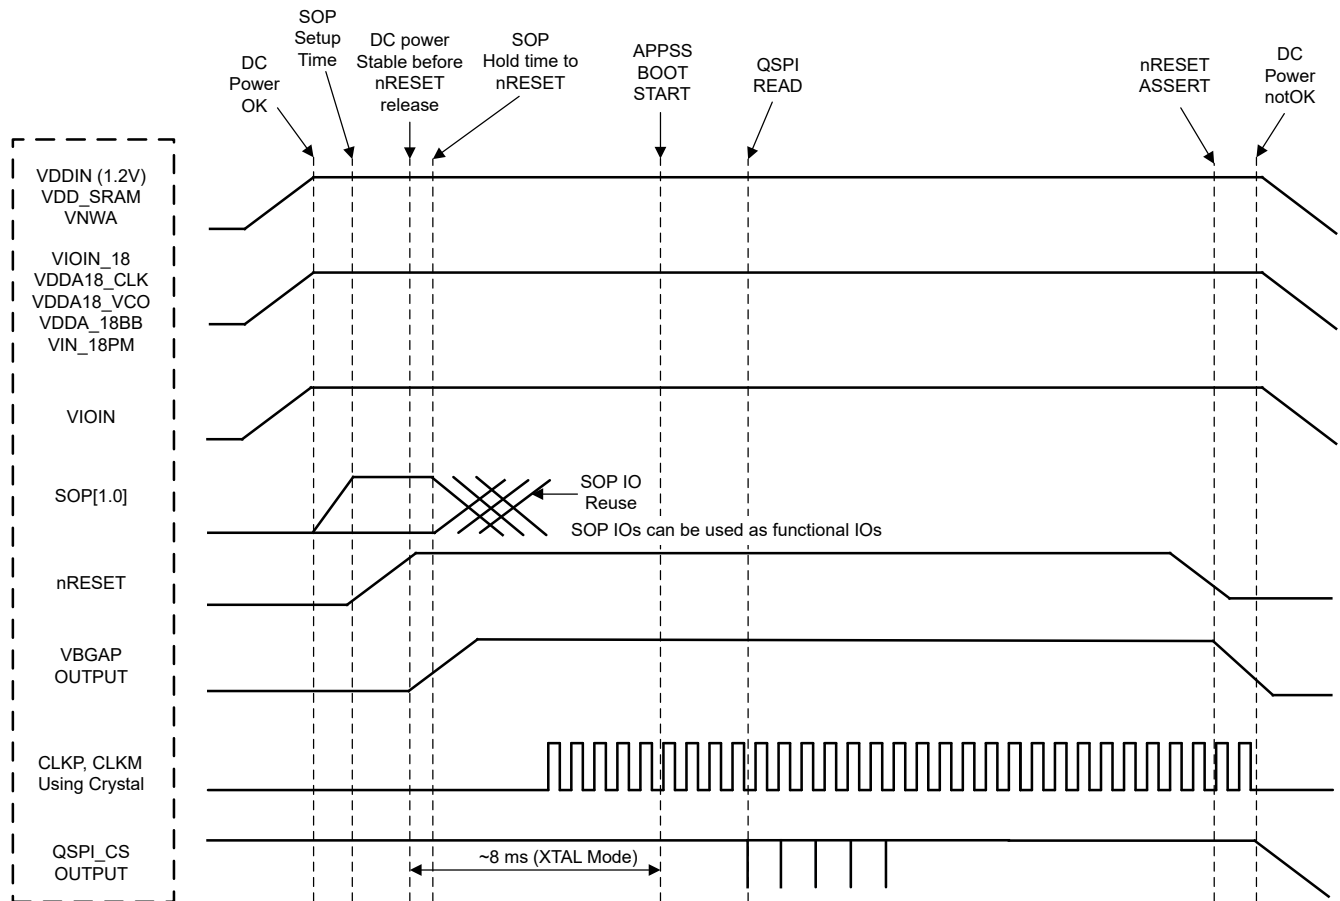 SOP
Setup
Time
DC
Power
OK
DC power
Stable before
nRESET
release
SOP
Hold time to
nRESET
APPSS
BOOT
START
QSPI
READ
nRESET
ASSERT
DC
Power
notOK
VDDIN (1.2V)
VDD_SRAM
VNWA
VIOIN_18
VDDA18_CLK
VDDA18_VCO
VDDA_18BB
VIN_18PM
VIOIN
SOP[1.0]
SOP IO
Reuse
SOP IOs can be used as functional IOs
nRESET
VBGAP
OUTPUT
CLKP, CLKM
Using Crystal
QSPI_CS
OUTPUT
~8 ms (XTAL Mode)